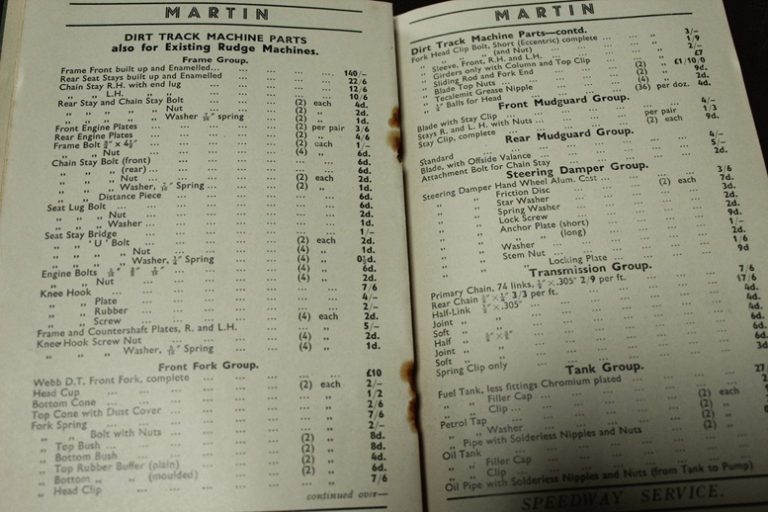 MARTIN
DIRT TRACK MACHINE PARTS
also for Existing Rudge Machines.
Frame Group.
Frame Front built up and Enamelled... ... ... ... 140/-
Rear Seat Stays built up and Enamelled ... ... ... 22/6
Chain Stay R.H. with end lug ... ... ... ... 12/6
„ „ L.H. ... ... ... ... 10/6
Rear Stay and Chain Stay Bolt ... ... (2) each 4d.
„ „ „ „ „ Nut ... (2) „ 2d.
„ „ „ „ „ Washer spring (2) „ 1d.
Front Engine Plates ... ... ... (2) per pair 3/6
Rear Engine Plates ... ... ... (2) „ 4/6
Frame Bolt ... ... ... (2) each 1/-
„ Nut ... ... ... (4) „ 6d.
Chain Stay Bolt (front) ... ... ... 6d.
„ „ „ (rear) ... ... ... 6d.
„ „ „ Nut ... ... (2) „ 2d.
„ „ „ Washer, Spring ... (2) „ 1d.
„ „ Distance Piece ... ... ... 6d.
Seat Lug Bolt ... ... ... ... 6d.
„ „ „ Nut ... ... ... 2d.
„ „ „ Washer ... ... ... 1d.
Seat Stay Bridge ... ... ... 1/-
„ „ „ 'U' Bolt ... ... (2) each 2d.
„ „ „ „ Nut ... ... (4) „ 2d.
„ „ „ „ Washer, ¼" Spring (4) „ 0½d.
Engine Bolts ... ... (4) „ 6d.
„ „ Nut ... ... (4) „ 2d.
Knee Hook ... ... ... ... 7/6
„ „ Plate ... ... ... 4/-
„ „ Rubber ... ... ... 2/-
„ „ Screw ... ... (4) each 2d.
Frame and Countershaft Plates, R. and L.H. ... „ 5/-
Knee Hook Screw Nut ... ... (4) „ 2d.
„ „ „ Washer, Spring ... (4) „ 1d.
Front Fork Group.
Webb D.T. Front Fork, complete ... ... ... £10
Head Cup ... ... ... (2) each 2/-
Bottom Cone ... ... ... ... 1/2
Top Cone with Dust Cover ... ... ... 2/6
Fork Spring ... ... ... ... 7/6
„ „ Bolt with Nuts ... ... ... 2/-
„ Top Bush ... ... (2) „ 8d.
„ Bottom Bush ... ... (2) „ 8d.
„ Top Rubber Buffer (plain) ... (2) „ 4d.
„ Bottom „ „ (moulded) ... (2) „ 6d.
„ Head Clip ... ... ... ... 7/6
continued over—
MARTIN
Dirt Track Machine Parts—contd.
Fork Head Clip Bolt, Short (Eccentric) complete ... „ 3/-
„ „ „ (and Nut) ... „ 1/9
„ Sleeve, Front, R.H. and L.H. ... „ 2/-
„ Girders only with Column and Top Clip ... £7
„ Sliding Rod and Fork End ... (2) „ £1/10/0
„ Blade Top Nuts ... (2) „ 9d.
„ Tecalemit Grease Nipple ... (4) „ 2d.
„ ¼" Balls for Head ... (36) per doz. 4d.
Front Mudguard Group.
Blade with Stay Clip ... ... ... 4/-
Stays R. and L.H. with Nuts ... per pair 1/3
Stay Clip, complete ... ... (2) each 9d.
Rear Mudguard Group.
Standard ... ... ... 4/-
Blade, with Offside Valance ... ... 5/-
Attachment Bolt for Chain Stay ... ... 2d.
Steering Damper Group.
Steering Damper Hand Wheel Alum. Cast ... ... 3/6
„ „ Friction Disc ... (2) each 7d.
„ „ Star Washer ... ... 3d.
„ „ Spring Washer ... ... 2d.
„ „ Lock Screw ... ... 2d.
„ „ Anchor Plate (short) ... 9d.
„ „ „ „ (long) ... 1/-
„ „ Washer ... ... 2d.
„ „ Stem Nut ... ... 1/6
„ „ „ Locking Plate ... 9d
Transmission Group.
Primary Chain, 74 links, .305" 2/9 per ft. ... 7/6
Rear Chain 3/3 per ft. ... ... 17/6
Half-Link .305" ... ... 4d.
Joint „ „ ... ... 4d.
Soft „ „ ... ... 4d.
Half „ ... ... 6d.
Joint „ „ ... ... 4d.
Soft „ „ ... ... 6d.
Spring Clip only ... ... 3d
Tank Group.
Fuel Tank, less fittings Chromium plated ... ... 27
„ „ Filler Cap ... ...
„ „ Clip ... ... (2) each
Petrol Tap ... ... (2) „
„ „ Washer ... ... (2) „
„ Pipe with Solderless Nipples and Nuts (2) „
Oil Tank ... ...
„ „ Filler Cap ... ...
„ „ Clip ... ...
Oil Pipe with Solderless Nipples and Nuts (from Tank to Pump)
SPEEDWAY SERVICE.